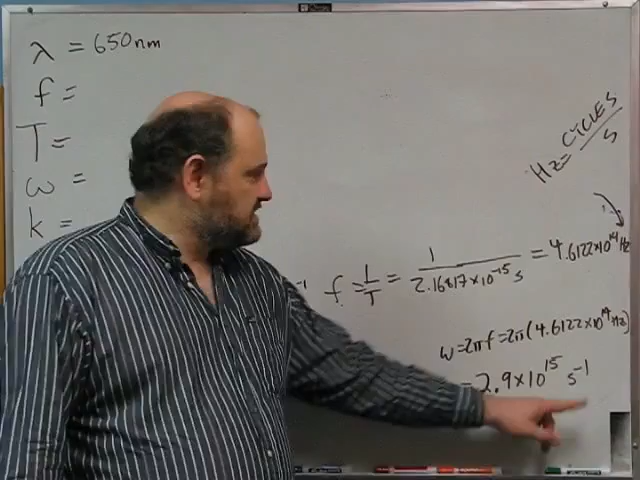 λ = 650nm
f =
T =
ω =
k =
Hz = CYCLES / S
-1
f = 1/T = 1 / 2.16817×10⁻¹⁵ s = 4.6122×10¹⁴ Hz
ω = 2πf = 2π(4.6122×10¹⁴ Hz)
= 2.9×10¹⁵ s⁻¹